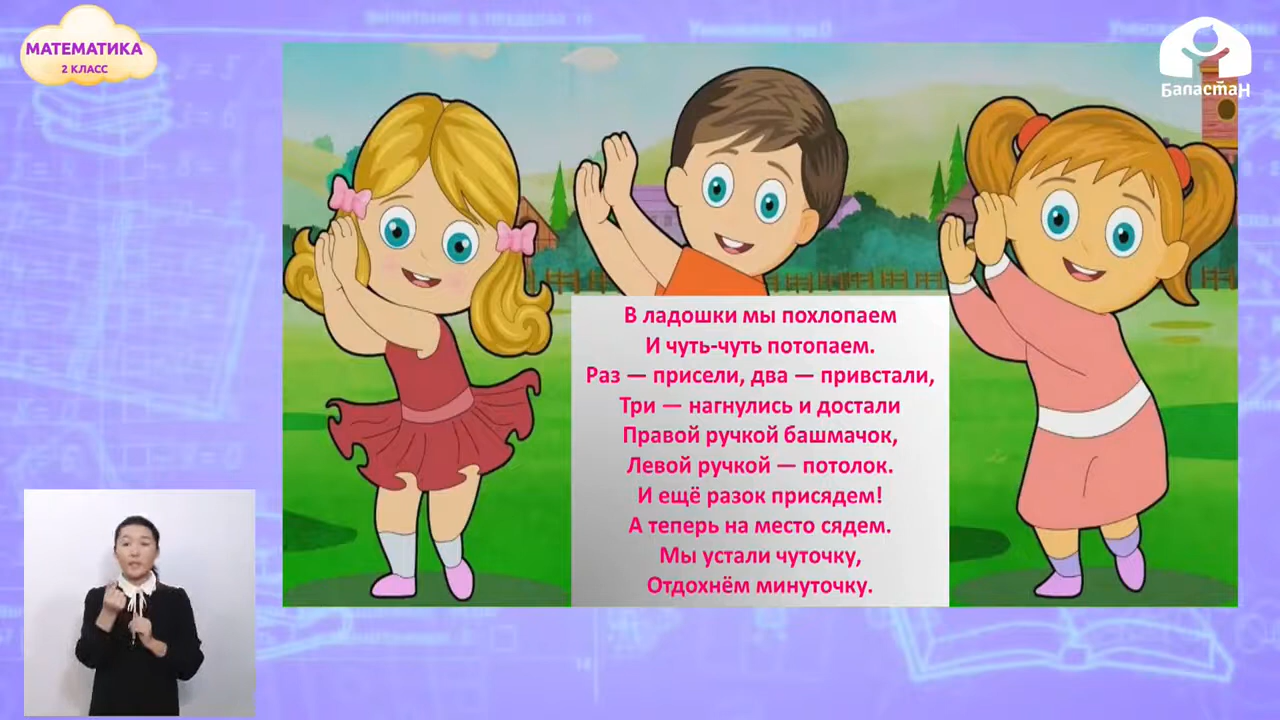 МАТЕМАТИКА
2 КЛАСС
Баластан
В ладошки мы похлопаем
И чуть-чуть потопаем.
Раз — присели, два — привстали,
Три — нагнулись и достали
Правой ручкой башмачок,
Левой ручкой — потолок.
И ещё разок присядем!
А теперь на место сядем.
Мы устали чуточку,
Отдохнём минуточку.